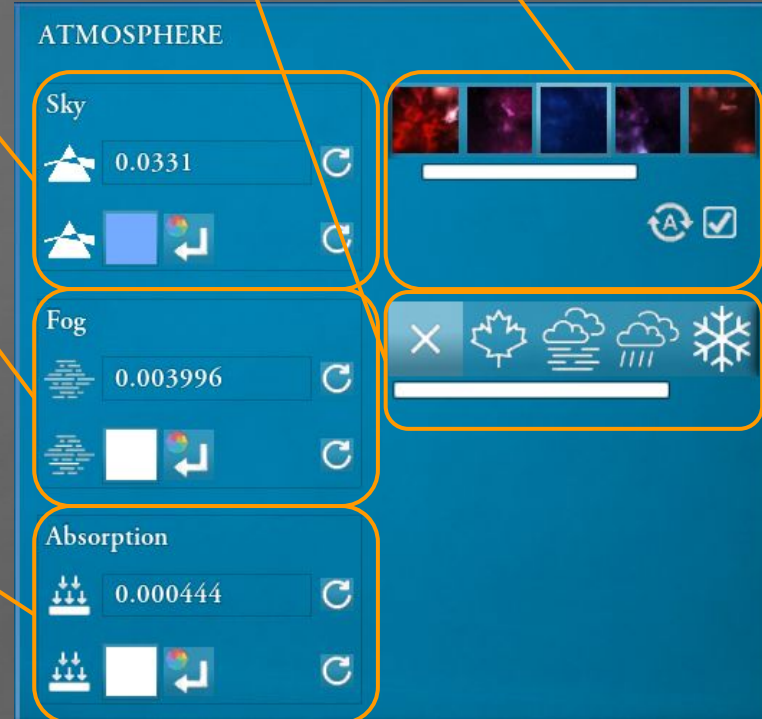 ATMOSPHERE
Sky
0.0331
A
Fog
0.003996
Absorption
0.000444